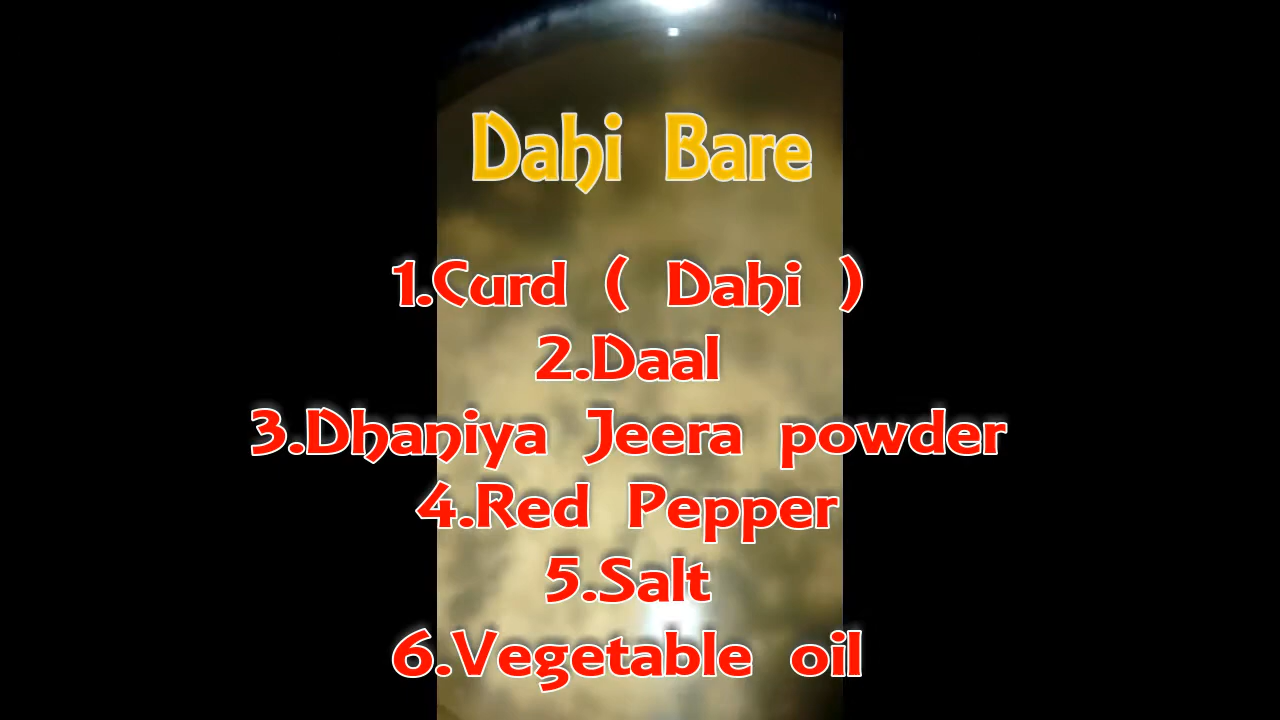 Dahi Bare
1.Curd ( Dahi )
2.Daal
3.Dhaniya Jeera powder
4.Red Pepper
5.Salt
6.Vegetable oil